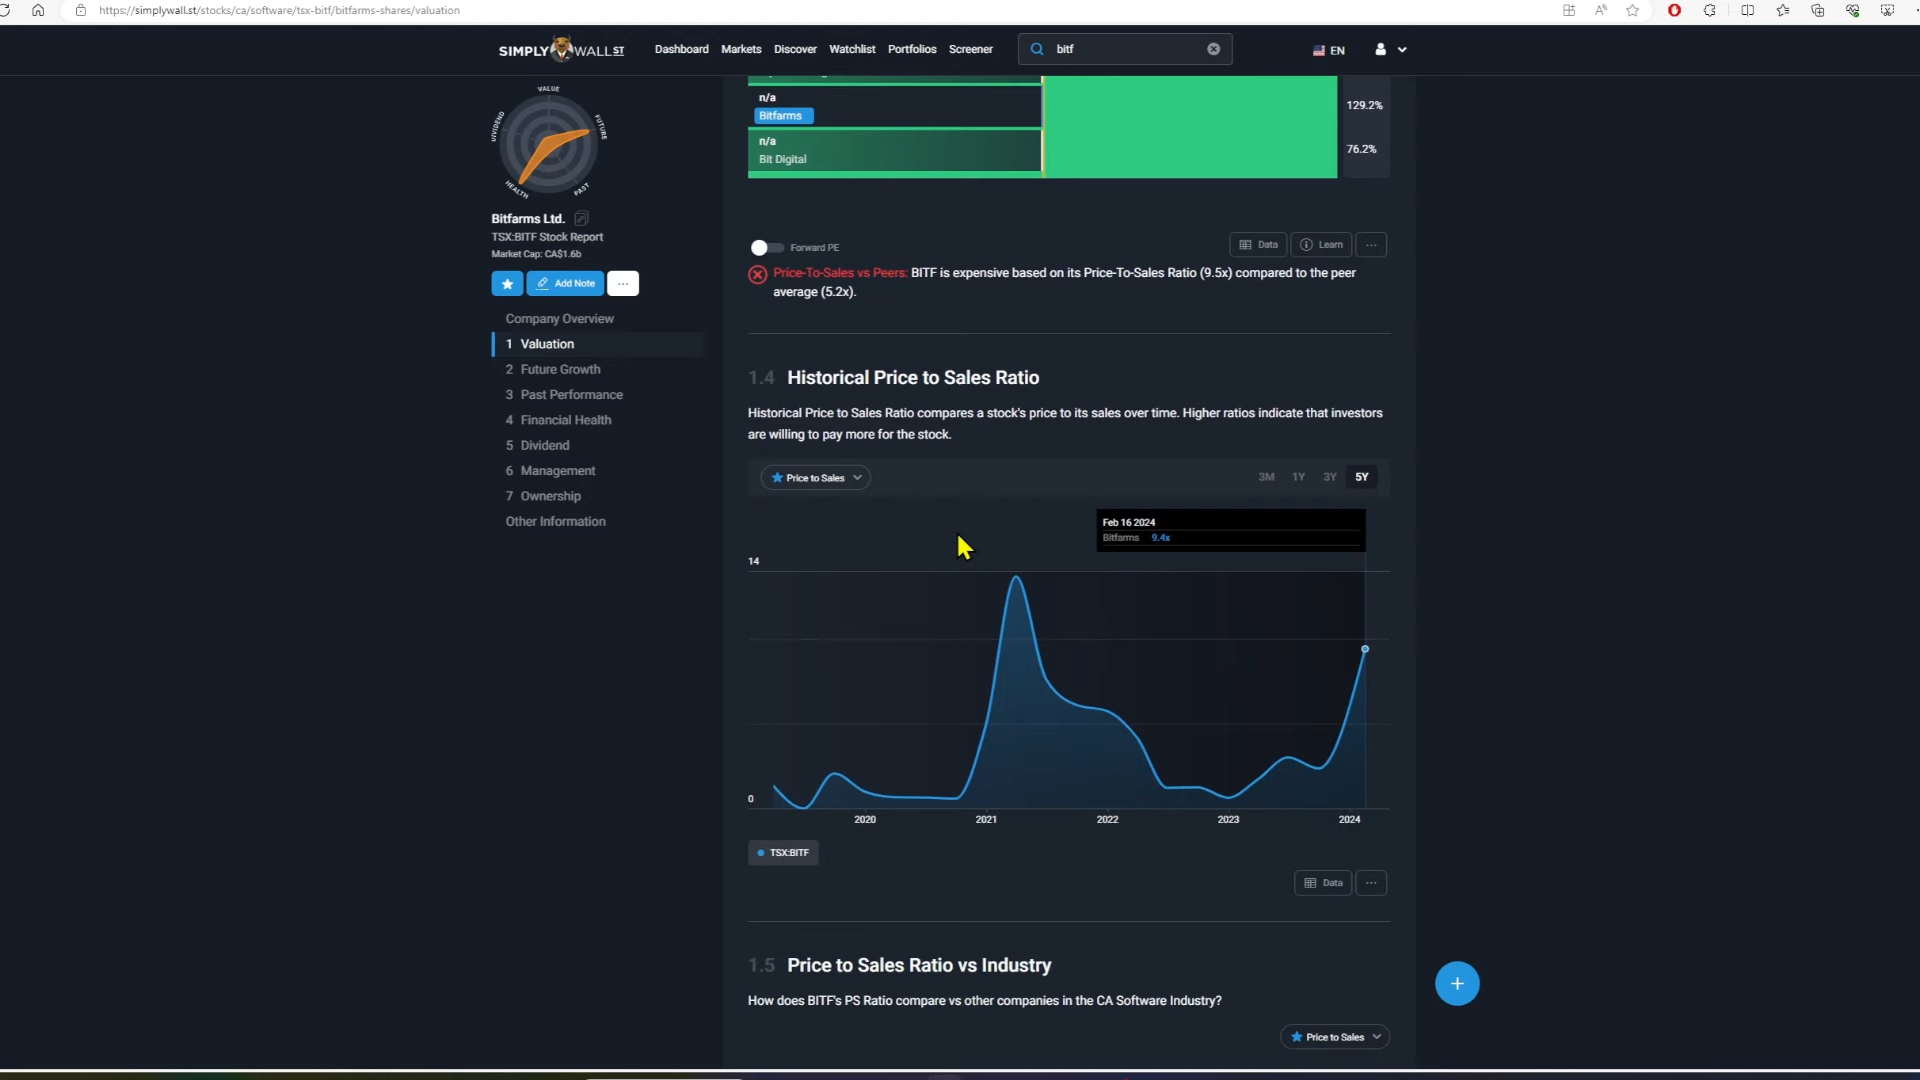 https://simplywall.st/stocks/ca/software/tsx-bitf/bitfarms-shares/valuation
SIMPLY WALL ST
Dashboard Markets Discover Watchlist Portfolios Screener
bitf
EN
VALUE
FUTURE
PAST
HEALTH
DIVIDEND
Bitfarms Ltd.
TSX:BITF Stock Report
Market Cap: CA$1.6b
Add Note
...
Company Overview
1 Valuation
2 Future Growth
3 Past Performance
4 Financial Health
5 Dividend
6 Management
7 Ownership
Other Information
n/a
Bitfarms
129.2%
n/a
Bit Digital
76.2%
Forward PE
Data
Learn
...
Price-To-Sales vs Peers: BITF is expensive based on its Price-To-Sales Ratio (9.5x) compared to the peer
average (5.2x).
1.4 Historical Price to Sales Ratio
Historical Price to Sales Ratio compares a stock's price to its sales over time. Higher ratios indicate that investors
are willing to pay more for the stock.
Price to Sales
3M 1Y 3Y 5Y
Feb 16 2024
Bitfarms 9.4x
14
0
2020 2021 2022 2023 2024
TSX:BITF
Data
...
1.5 Price to Sales Ratio vs Industry
How does BITF's PS Ratio compare vs other companies in the CA Software Industry?
Price to Sales